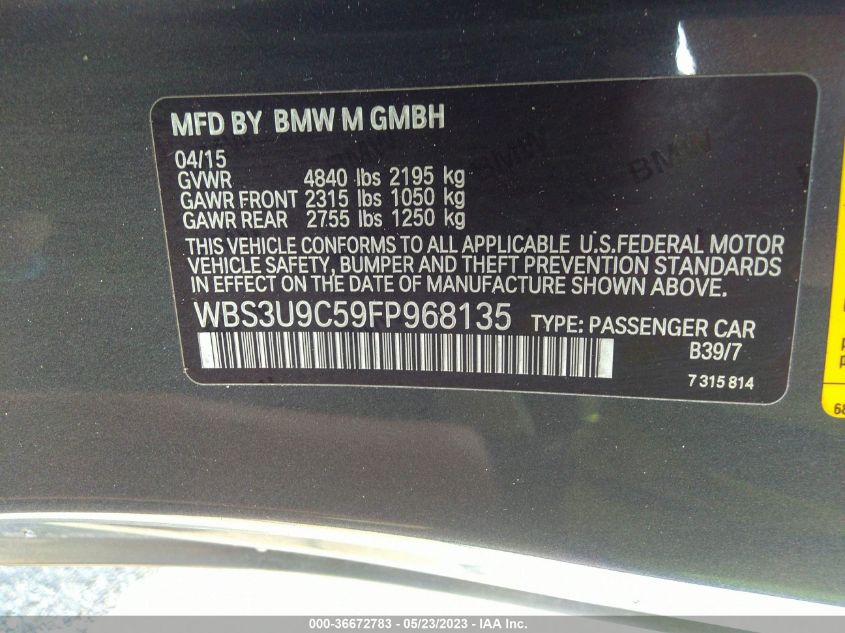 MFD BY BMW M GMBH
04/15
GVWR 4840 lbs 2195 kg
GAWR FRONT 2315 lbs 1050 kg
GAWR REAR 2755 lbs 1250 kg
THIS VEHICLE CONFORMS TO ALL APPLICABLE U.S.FEDERAL MOTOR
VEHICLE SAFETY, BUMPER AND THEFT PREVENTION STANDARDS
IN EFFECT ON THE DATE OF MANUFACTURE SHOWN ABOVE.
WBS3U9C59FP968135 TYPE: PASSENGER CAR
B39/7
7 315 814
68
000-36672783 - 05/23/2023 - IAA Inc.